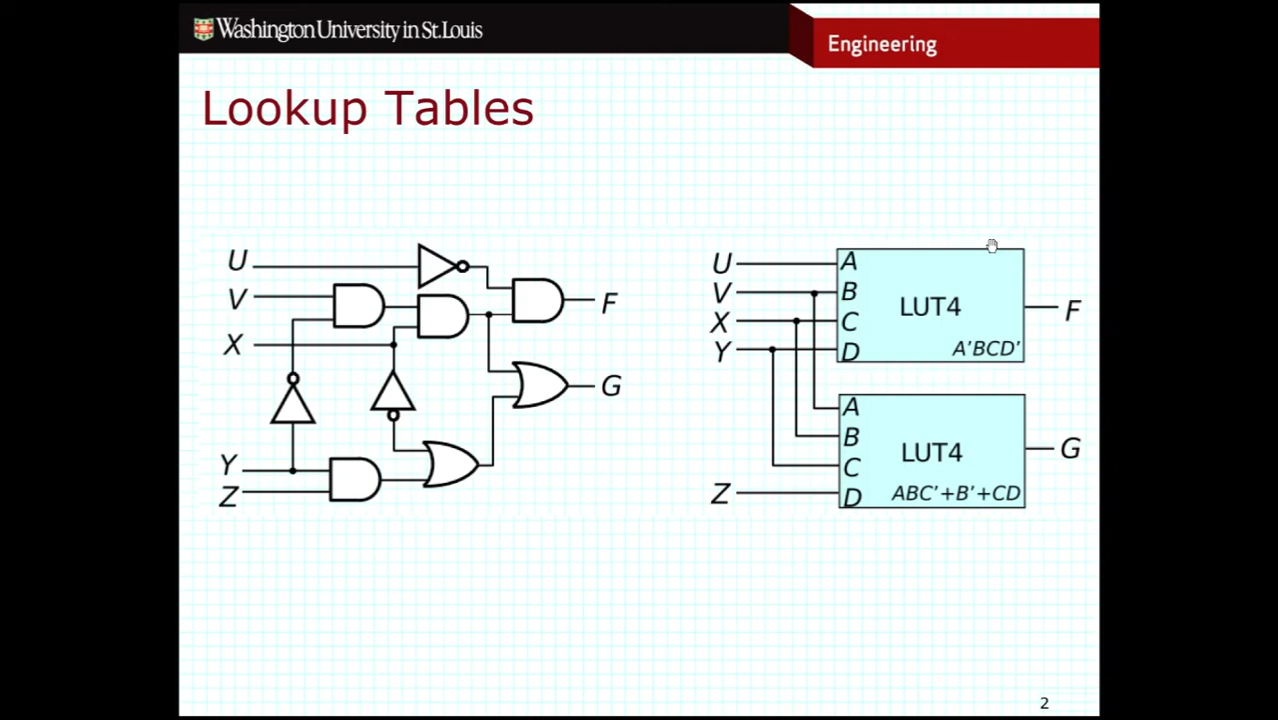 Washington University in St.Louis
Engineering
Lookup Tables
U
V
X
Y
Z
F
G
U
V
X
Y
Z
A
B
C
D
LUT4
A'BCD'
F
A
B
C
D
LUT4
ABC'+B'+CD
G
2